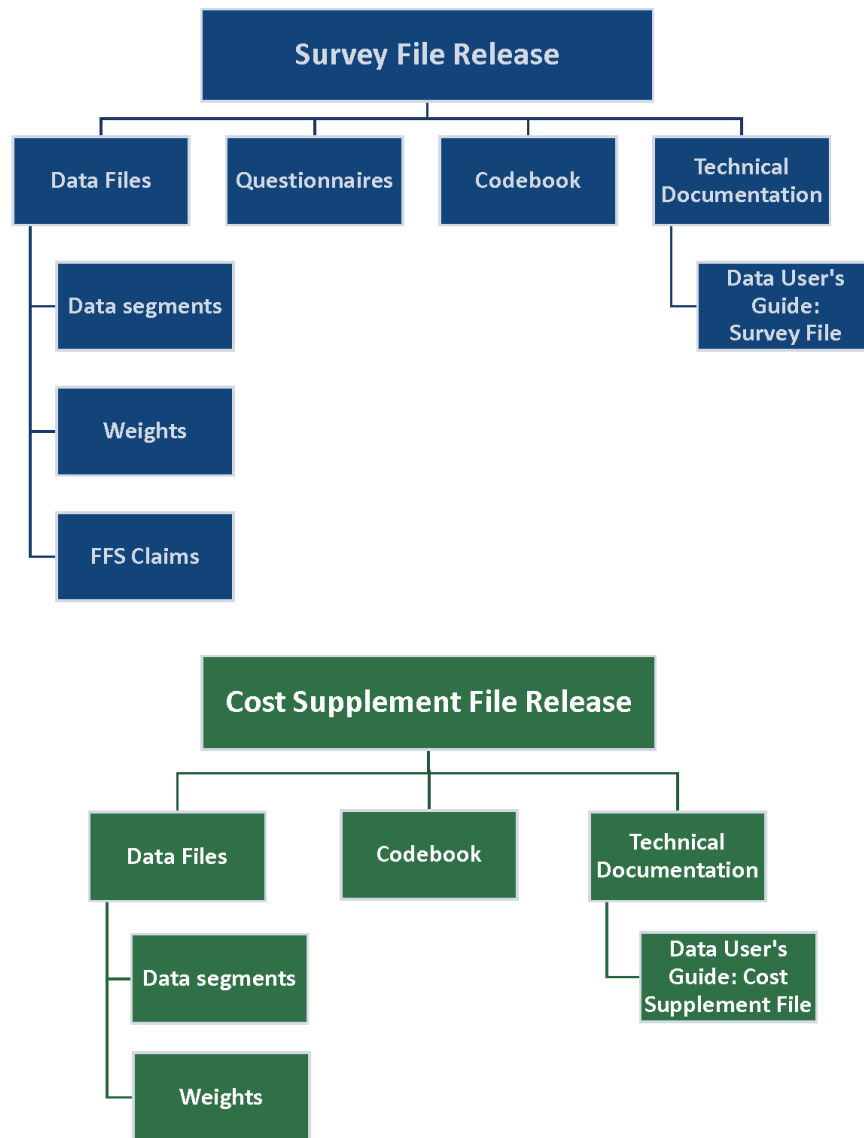 Survey File Release
Data Files
Questionnaires
Codebook
Technical
Documentation
Data segments
Data User's
Guide:
Survey File
Weights
FFS Claims
Cost Supplement File Release
Data Files
Codebook
Technical
Documentation
Data segments
Data User's
Guide: Cost
Supplement File
Weights